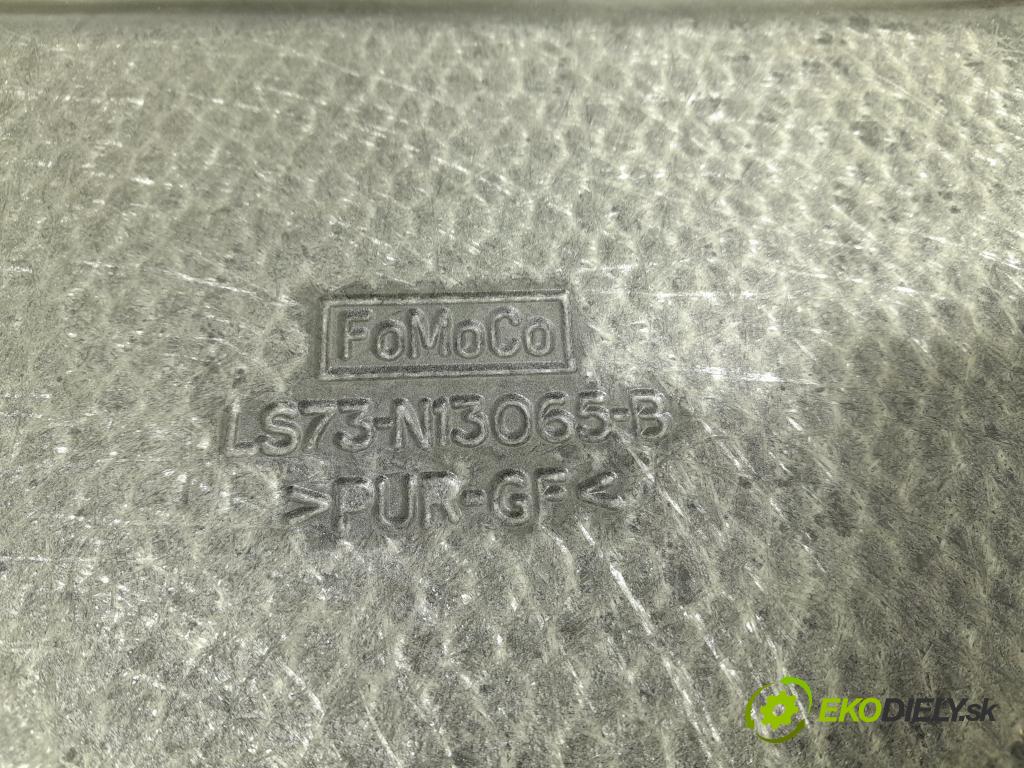 FoMoCo
LS73-N13065-B
>PUR-GF<
EKODIELY.sk